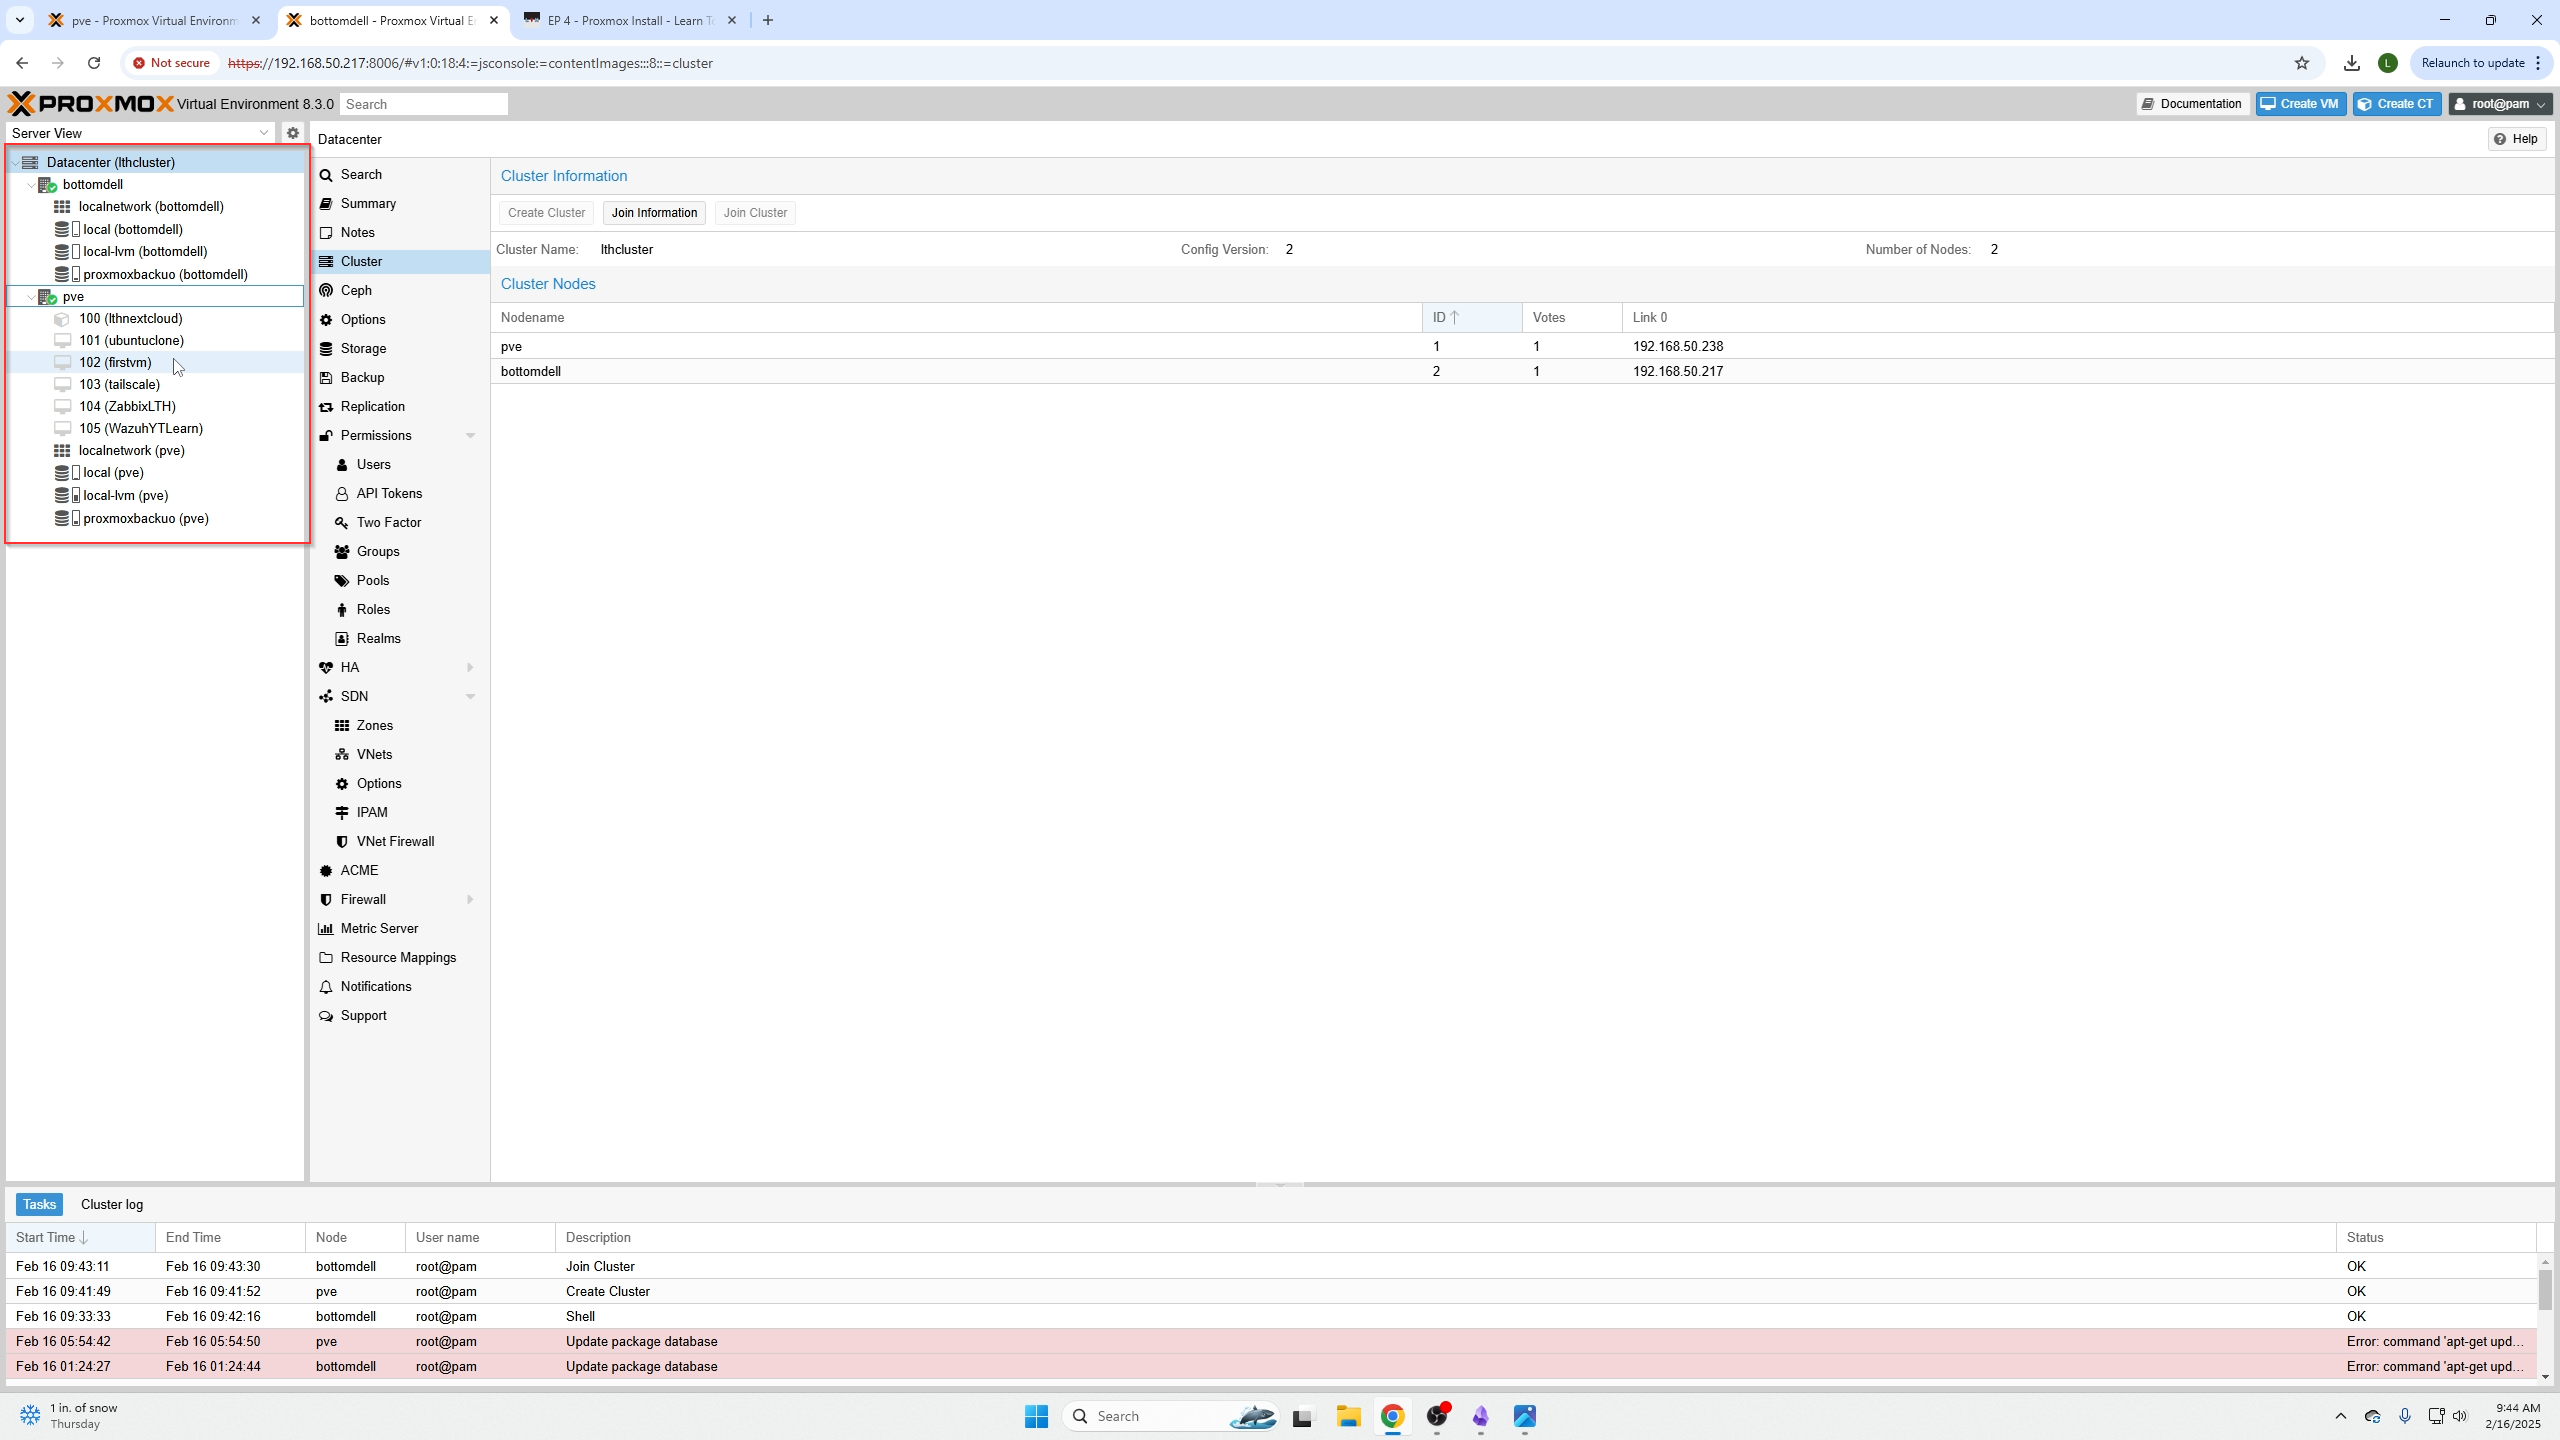 pve - Proxmox Virtual Environm
bottomdell - Proxmox Virtual E
EP 4 - Proxmox Install - Learn T
Not secure
https://192.168.50.217:8006/#v1:0:18:4:=jsconsole:=contentImages:::8::=cluster
L
Relaunch to update
PROXMOX Virtual Environment 8.3.0
Search
Documentation
Create VM
Create CT
root@pam
Server View
Datacenter
Help
Datacenter (lthcluster)
bottomdell
localnetwork (bottomdell)
local (bottomdell)
local-lvm (bottomdell)
proxmoxbackuo (bottomdell)
pve
100 (lthnextcloud)
101 (ubuntuclone)
102 (firstvm)
103 (tailscale)
104 (ZabbixLTH)
105 (WazuhYTLearn)
localnetwork (pve)
local (pve)
local-lvm (pve)
proxmoxbackuo (pve)
Search
Summary
Notes
Cluster
Ceph
Options
Storage
Backup
Replication
Permissions
Users
API Tokens
Two Factor
Groups
Pools
Roles
Realms
HA
SDN
Zones
VNets
Options
IPAM
VNet Firewall
ACME
Firewall
Metric Server
Resource Mappings
Notifications
Support
Cluster Information
Create Cluster
Join Information
Join Cluster
Cluster Name: lthcluster Config Version: 2 Number of Nodes: 2
Cluster Nodes
Nodename ID Votes Link 0
pve 1 1 192.168.50.238
bottomdell 2 1 192.168.50.217
Tasks
Cluster log
Start Time End Time Node User name Description Status
Feb 16 09:43:11 Feb 16 09:43:30 bottomdell root@pam Join Cluster OK
Feb 16 09:41:49 Feb 16 09:41:52 pve root@pam Create Cluster OK
Feb 16 09:33:33 Feb 16 09:42:16 bottomdell root@pam Shell OK
Feb 16 05:54:42 Feb 16 05:54:50 pve root@pam Update package database Error: command 'apt-get upd...
Feb 16 01:24:27 Feb 16 01:24:44 bottomdell root@pam Update package database Error: command 'apt-get upd...
1 in. of snow
Thursday
Search
9:44 AM
2/16/2025